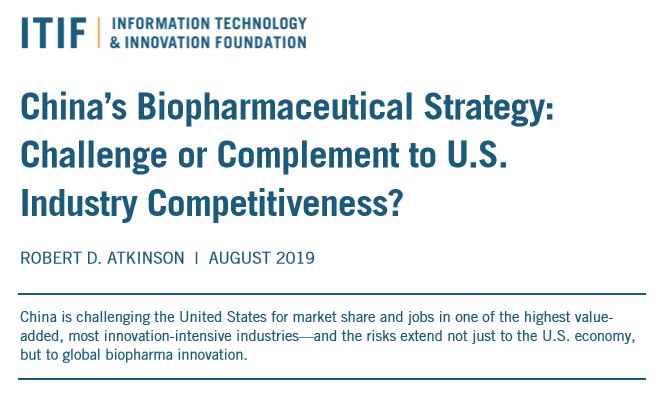 ITIF | INFORMATION TECHNOLOGY
& INNOVATION FOUNDATION
China’s Biopharmaceutical Strategy:
Challenge or Complement to U.S.
Industry Competitiveness?
ROBERT D. ATKINSON | AUGUST 2019
China is challenging the United States for market share and jobs in one of the highest value-
added, most innovation-intensive industries—and the risks extend not just to the U.S. economy,
but to global biopharma innovation.